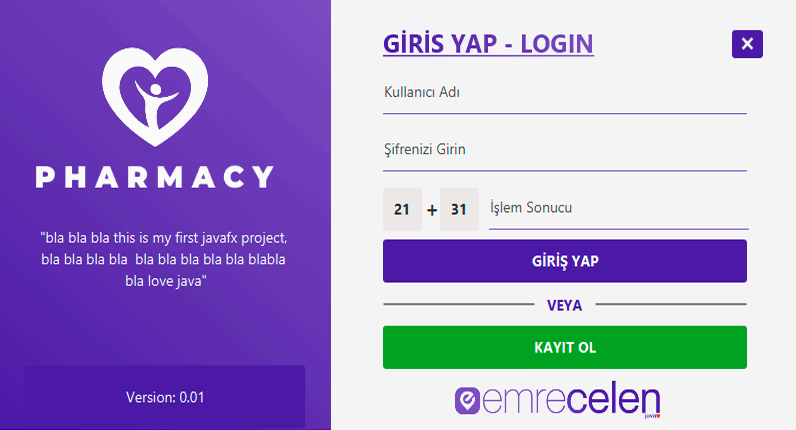 PHARMACY
"bla bla bla this is my first javafx project,
bla bla bla bla bla bla bla bla bla blabla
bla love java"
Version: 0.01
GİRİS YAP - LOGIN
Kullanıcı Adı
Şifrenizi Girin
21 + 31 İşlem Sonucu
GİRİŞ YAP
VEYA
KAYIT OL
emrecelen
java